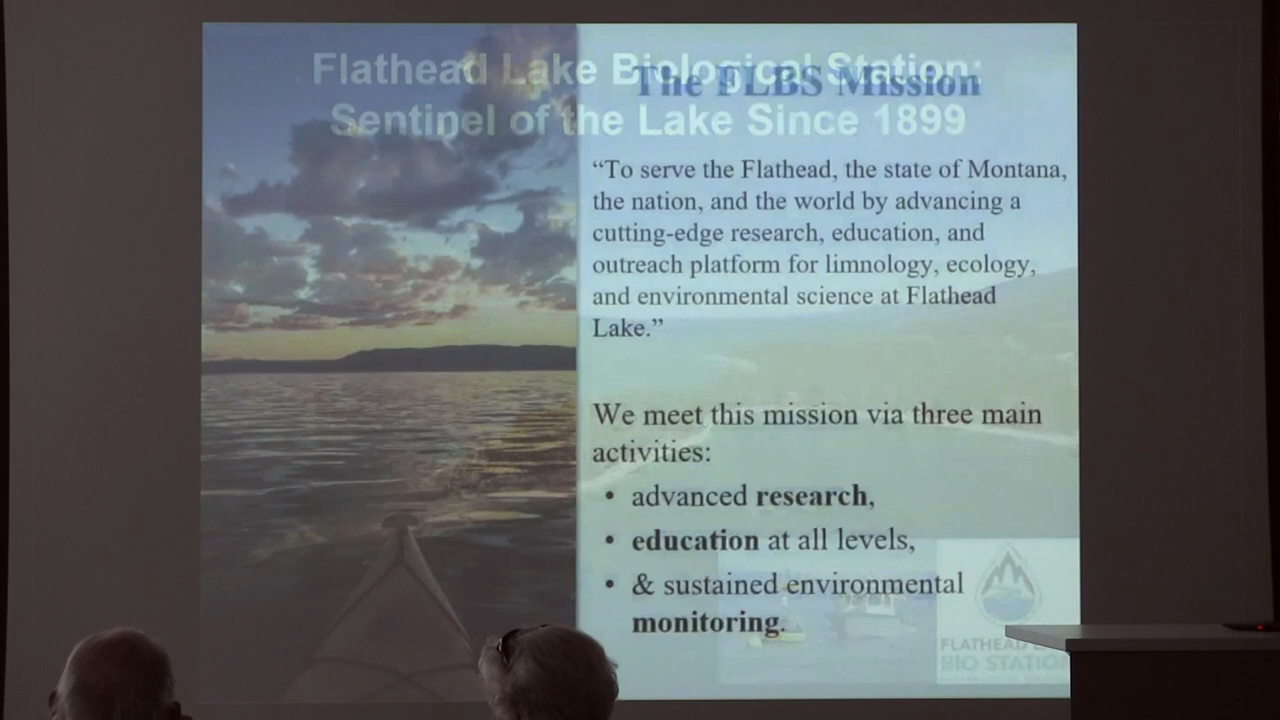 Flathead Lake Biological Station:
Sentinel of the Lake Since 1899
The FLBS Mission
“To serve the Flathead, the state of Montana,
the nation, and the world by advancing a
cutting-edge research, education, and
outreach platform for limnology, ecology,
and environmental science at Flathead
Lake.”
We meet this mission via three main
activities:
• advanced research,
• education at all levels,
• & sustained environmental
monitoring.
FLATHEAD
BIO STATION